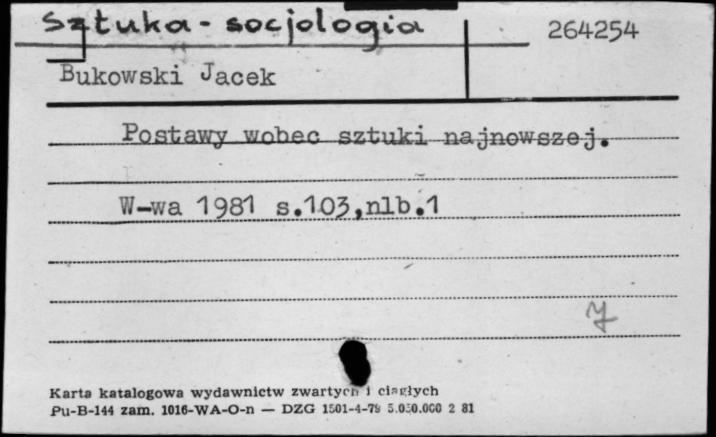 Sztuka - socjologia 264254
Bukowski Jacek
Postawy wobec sztuki najnowszej.
W-wa 1981 s.103,nlb.1
Karta katalogowa wydawnictw zwartych i ciągłych
Pu-B-144 zam. 1016-WA-O-n — DZG 1501-4-79 5.050.000 2 81